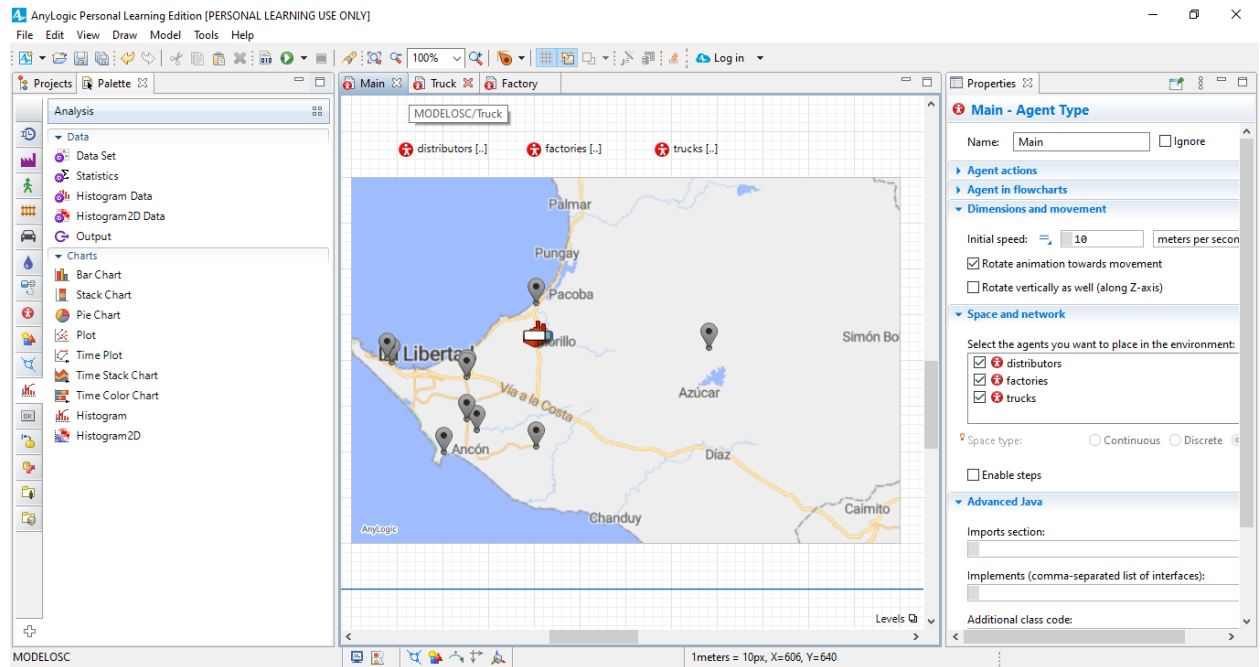 AnyLogic Personal Learning Edition [PERSONAL LEARNING USE ONLY]
File Edit View Draw Model Tools Help
100%
Log in
Projects Palette
Main Truck Factory
Properties
MODELOSC/Truck
Analysis
Data
Data Set
Statistics
Histogram Data
Histogram2D Data
Output
Charts
Bar Chart
Stack Chart
Pie Chart
Plot
Time Plot
Time Stack Chart
Time Color Chart
Histogram
Histogram2D
distributors [..] factories [..] trucks [..]
Palmar
Pungay
Pacoba
Simón Bo
Azúcar
Vía a la Costa
Ancón
Díaz
Caimito
Chanduy
AnyLogic
Levels
Main - Agent Type
Name: Main Ignore
Agent actions
Agent in flowcharts
Dimensions and movement
Initial speed: 10 meters per secon
Rotate animation towards movement
Rotate vertically as well (along Z-axis)
Space and network
Select the agents you want to place in the environment:
distributors
factories
trucks
Space type: Continuous Discrete
Enable steps
Advanced Java
Imports section:
Implements (comma-separated list of interfaces):
Additional class code:
MODELOSC
1meters = 10px, X=606, Y=640